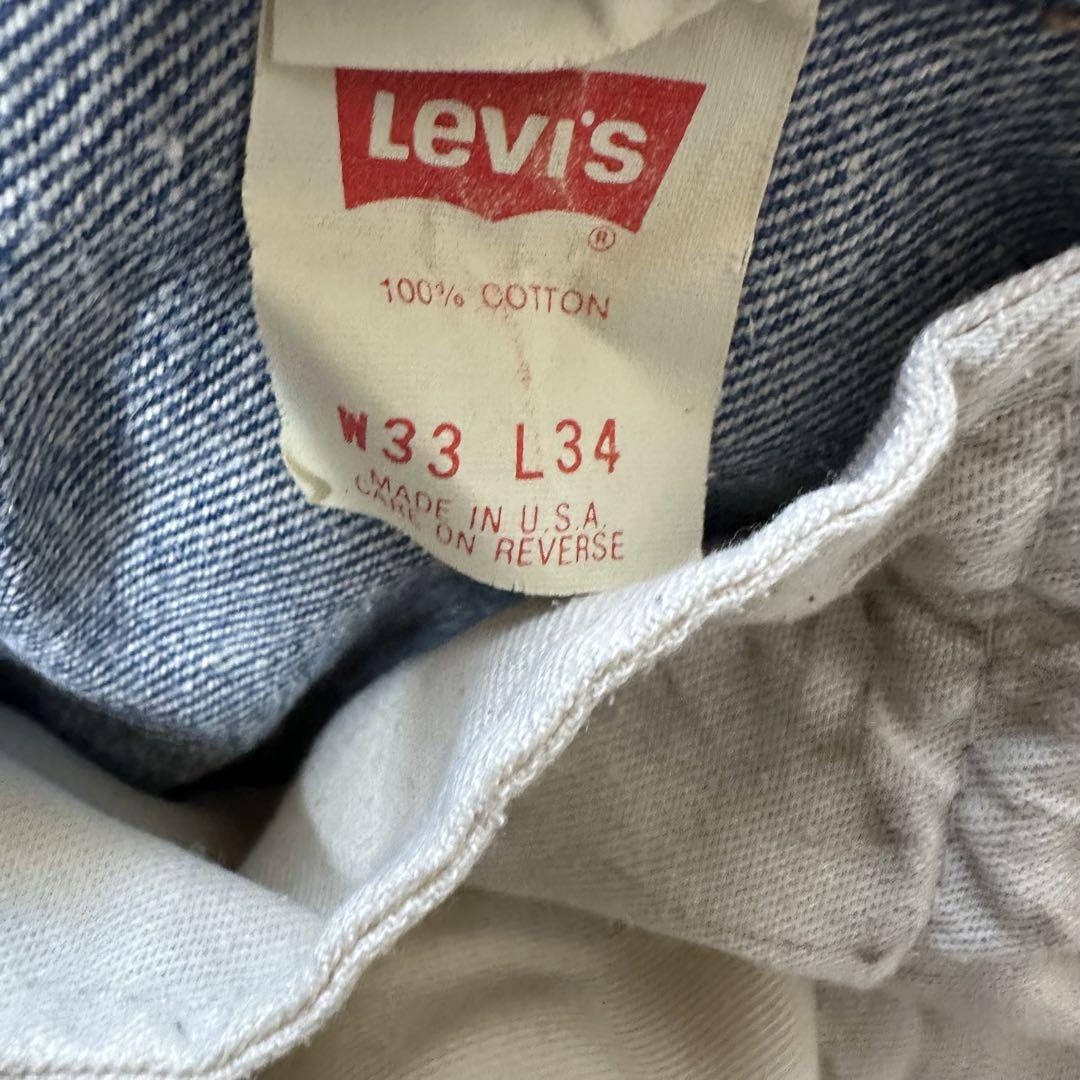 Levi's
®
100% COTTON
W33 L34
MADE IN U.S.A.
CARE ON REVERSE